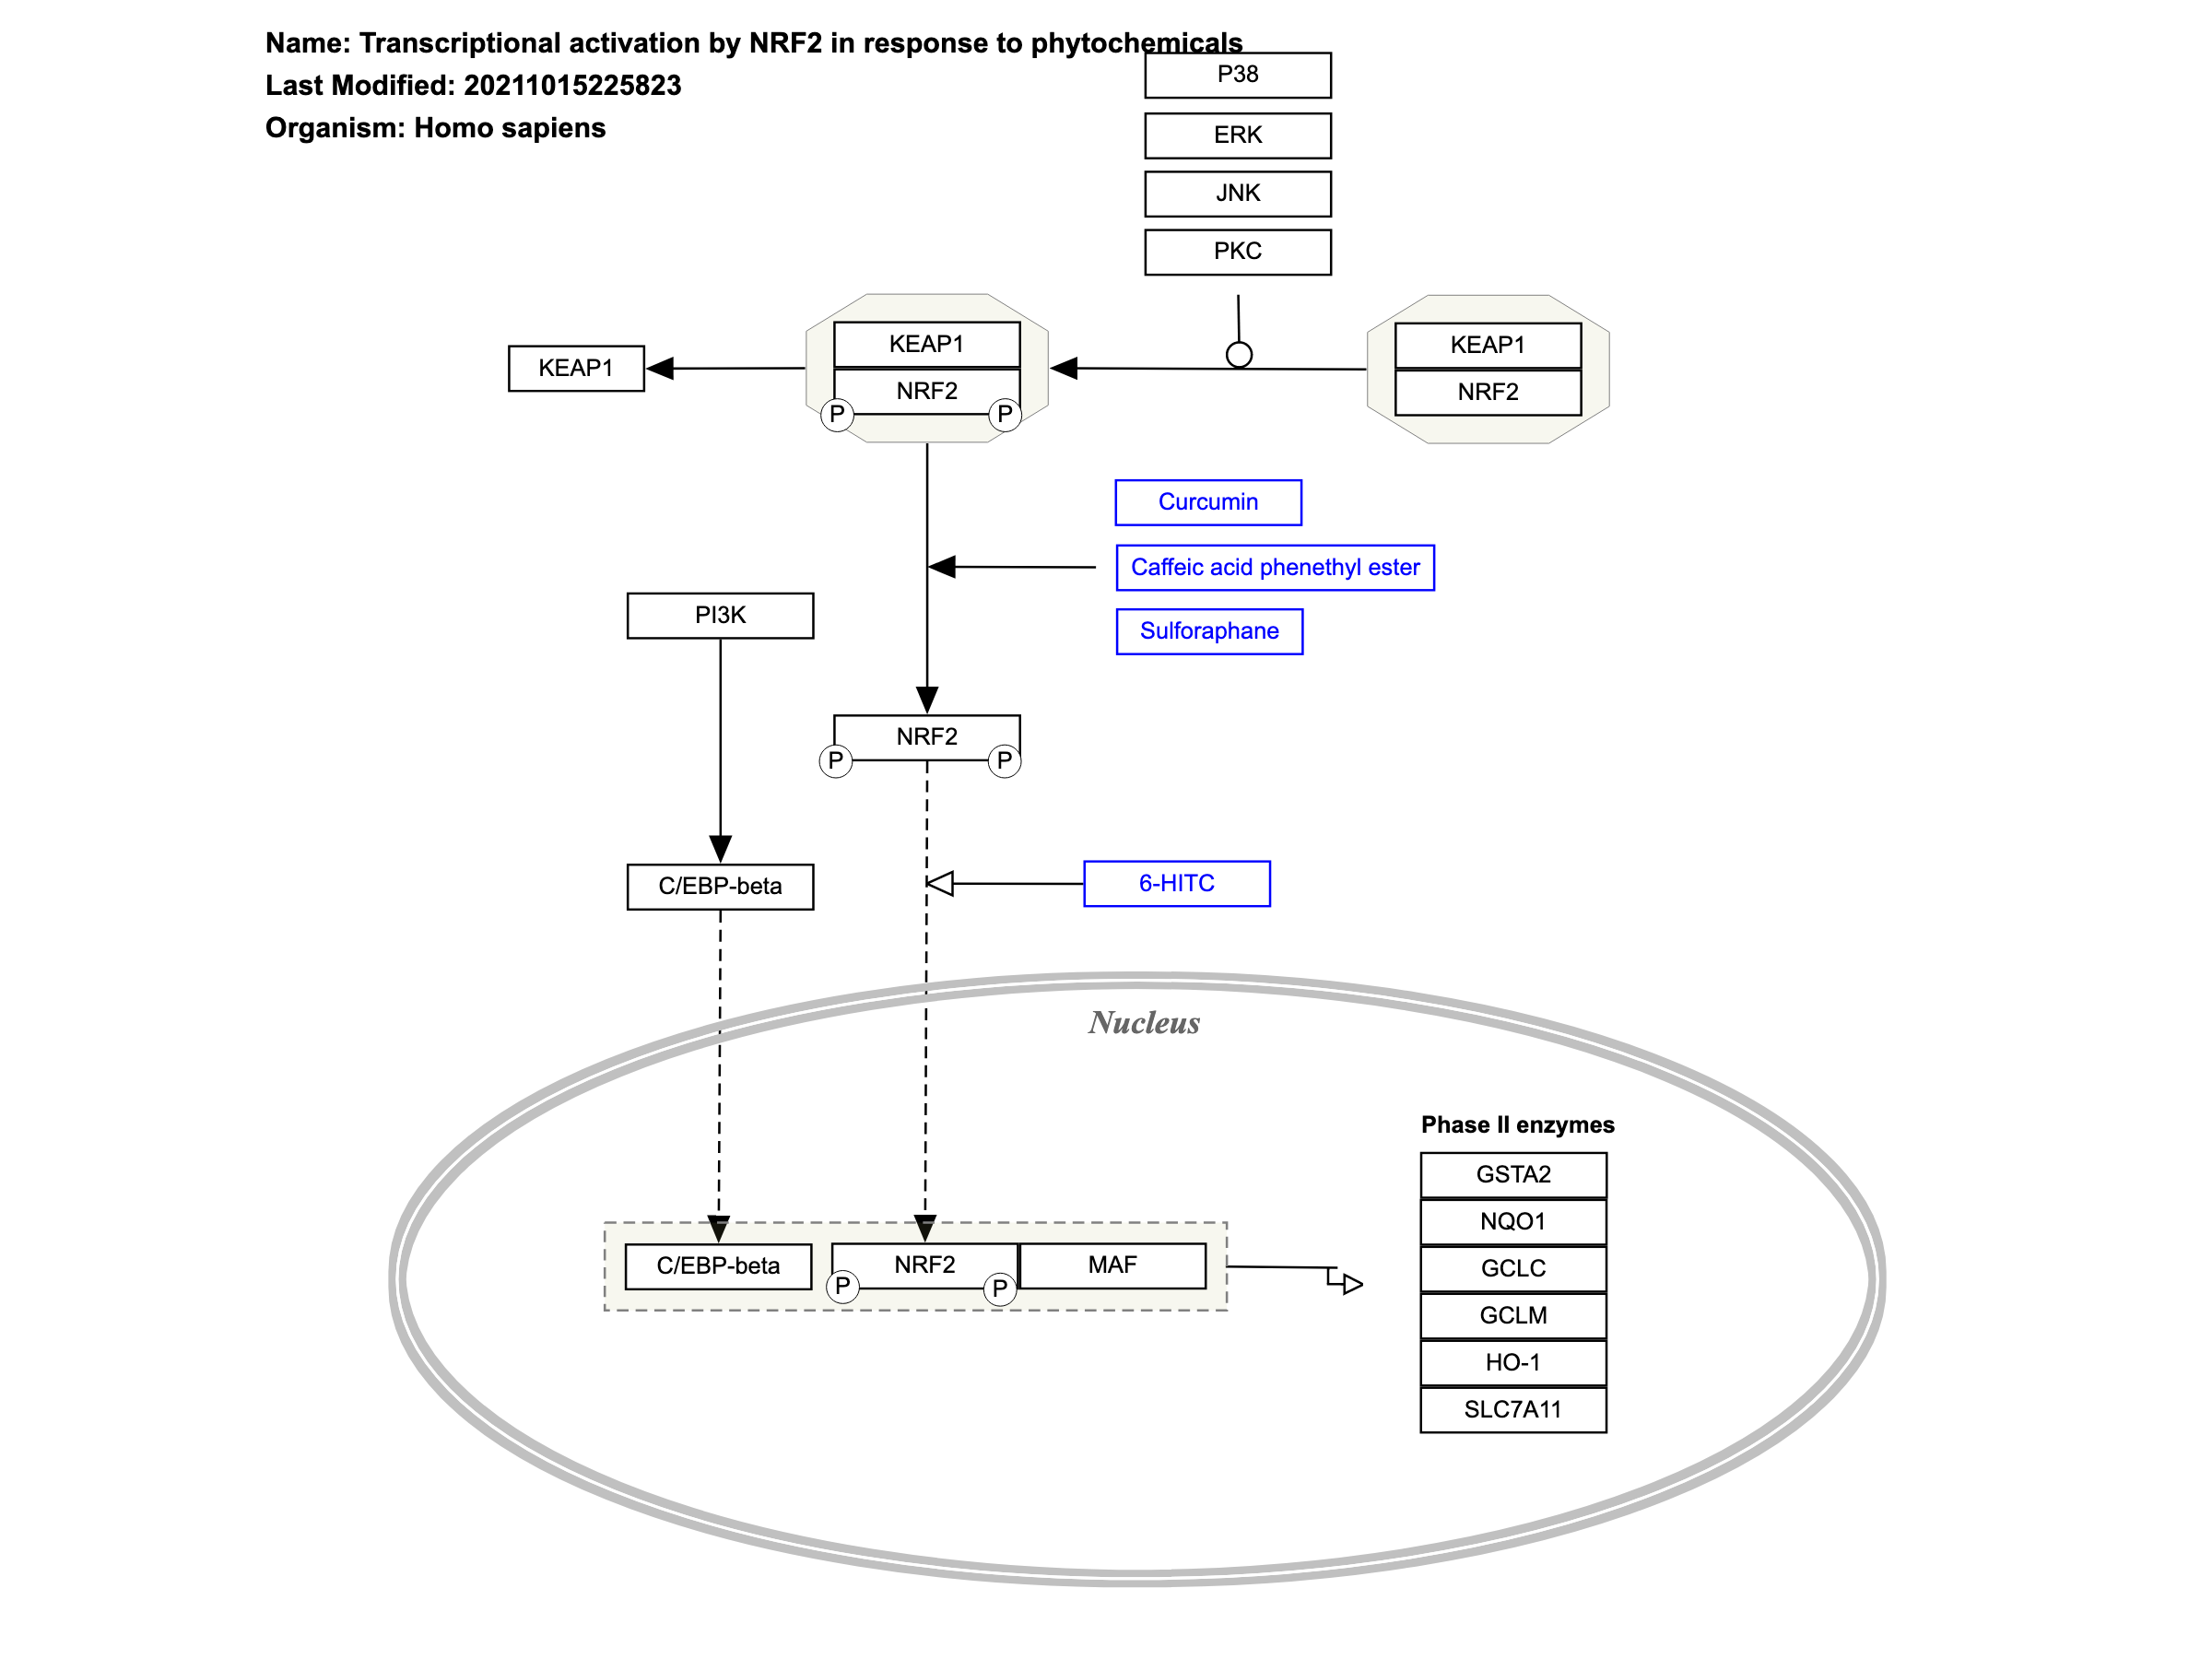 Name: Transcriptional activation by NRF2 in response to phytochemicals
Last Modified: 20211015225823
Organism: Homo sapiens
P38
ERK
JNK
PKC
KEAP1
KEAP1
NRF2
P
P
KEAP1
NRF2
Curcumin
Caffeic acid phenethyl ester
Sulforaphane
PI3K
NRF2
P
P
C/EBP-beta
6-HITC
Nucleus
Phase II enzymes
GSTA2
NQO1
GCLC
GCLM
HO-1
SLC7A11
C/EBP-beta
NRF2
P
P
MAF